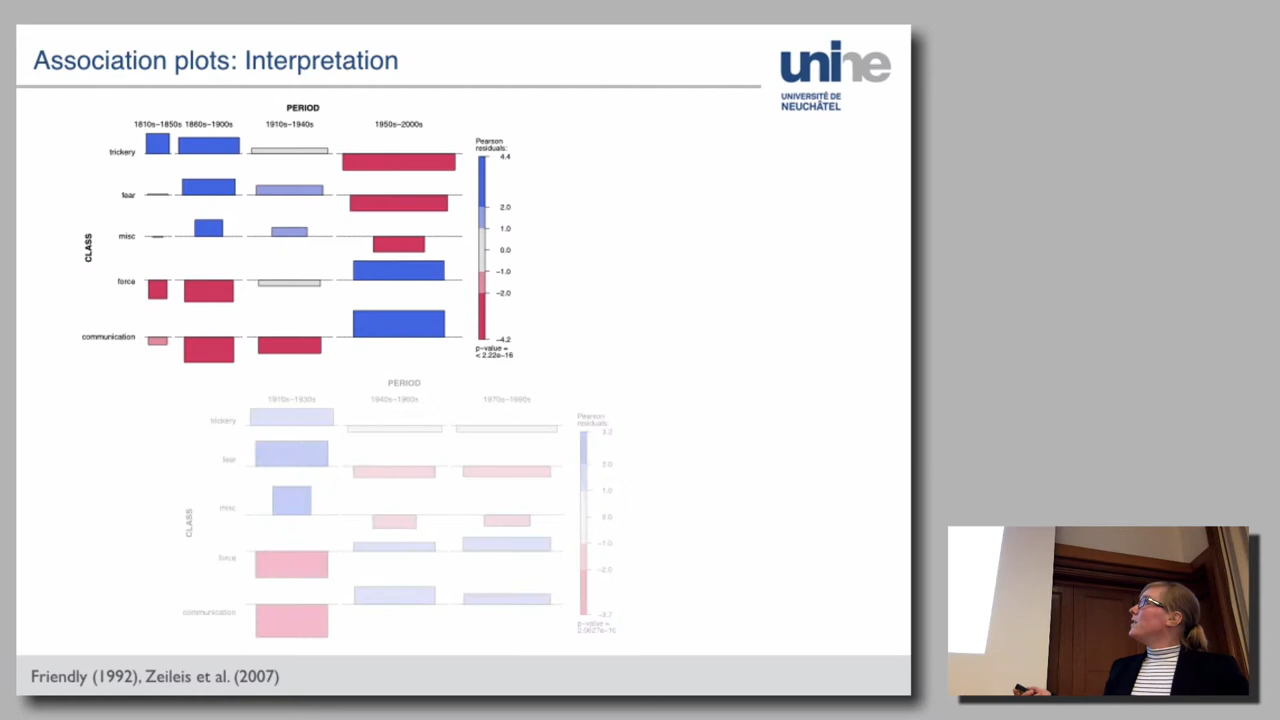 Association plots: Interpretation
unine
UNIVERSITÉ DE
NEUCHÂTEL
PERIOD
1810s–1850s 1860s–1900s 1910s–1940s 1950s–2000s
Pearson
residuals:
4.4
2.0
1.0
0.0
−1.0
−2.0
−4.2
p−value =
< 2.22e−16
CLASS
trickery
fear
misc
force
communication
PERIOD
1910s–1930s 1940s–1960s 1970s–1990s
Pearson
residuals:
3.2
2.0
1.0
0.0
−1.0
−2.0
−3.7
p−value =
CLASS
trickery
fear
misc
force
communication
Friendly (1992), Zeileis et al. (2007)